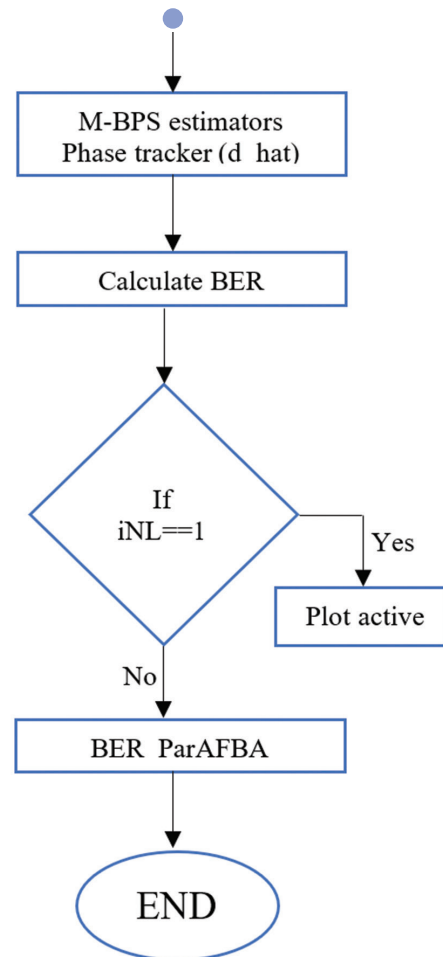 M-BPS estimators
Phase tracker (d hat)
Calculate BER
If
iNL==1
Yes
Plot active
No
BER ParAFBA
END